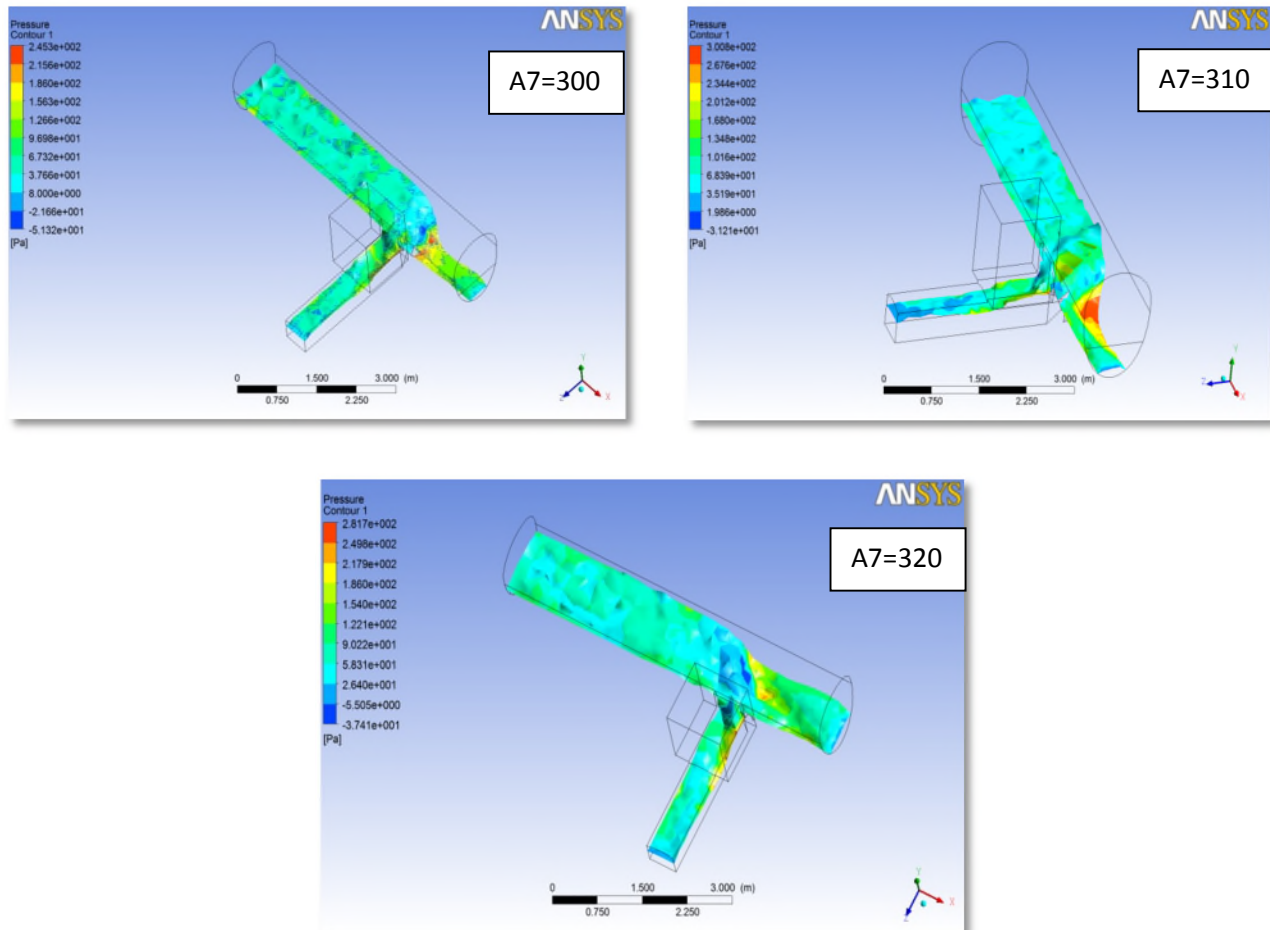 ANSYS
Pressure
Contour 1
2.453e+002
2.156e+002
1.860e+002
1.563e+002
1.266e+002
9.698e+001
6.732e+001
3.766e+001
8.000e+000
-2.166e+001
-5.132e+001
[Pa]
A7=300
Y
Z
X
0 1.500 3.000 (m)
0.750 2.250
ANSYS
Pressure
Contour 1
3.008e+002
2.676e+002
2.344e+002
2.012e+002
1.680e+002
1.348e+002
1.016e+002
6.839e+001
3.519e+001
1.986e+000
-3.121e+001
[Pa]
A7=310
Y
Z
X
0 1.500 3.000 (m)
0.750 2.250
ANSYS
Pressure
Contour 1
2.817e+002
2.498e+002
2.179e+002
1.860e+002
1.540e+002
1.221e+002
9.022e+001
5.831e+001
2.640e+001
-5.505e+000
-3.741e+001
[Pa]
A7=320
Y
X
Z
0 1.500 3.000 (m)
0.750 2.250